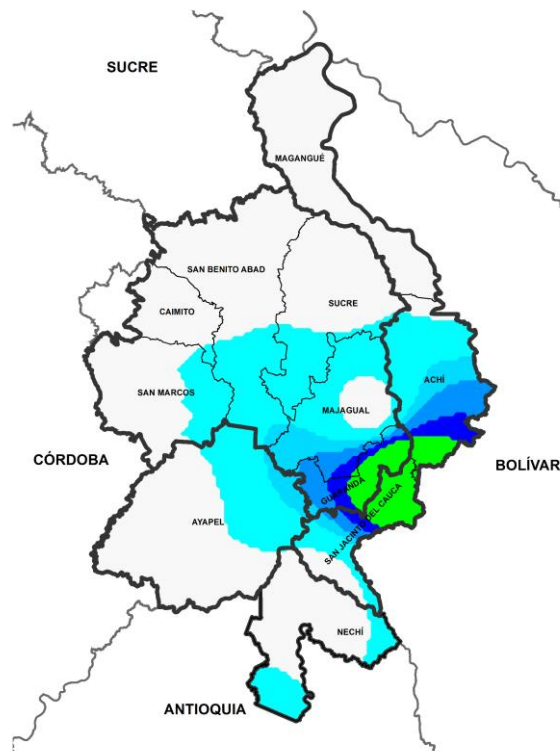 SUCRE
MAGANGUÉ
SAN BENITO ABAD
SUCRE
CAIMITO
ACHÍ
SAN MARCOS
MAJAGUAL
CÓRDOBA
BOLÍVAR
GUARANDA
AYAPEL
SAN JACINTO DEL CAUCA
NECHÍ
ANTIOQUIA